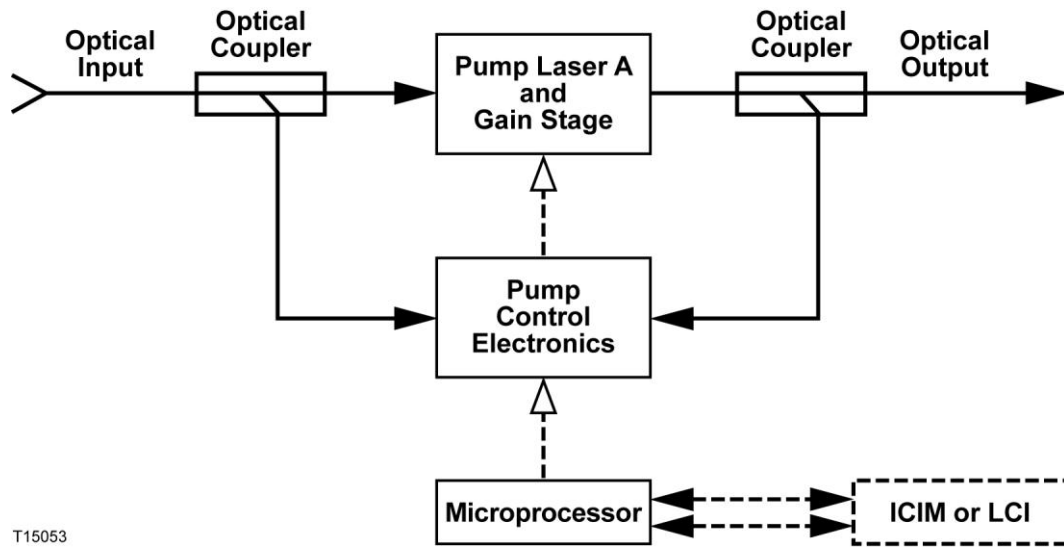 Optical
Input
Optical
Coupler
Pump Laser A
and
Gain Stage
Optical
Coupler
Optical
Output
Pump
Control
Electronics
Microprocessor
ICIM or LCI
T15053